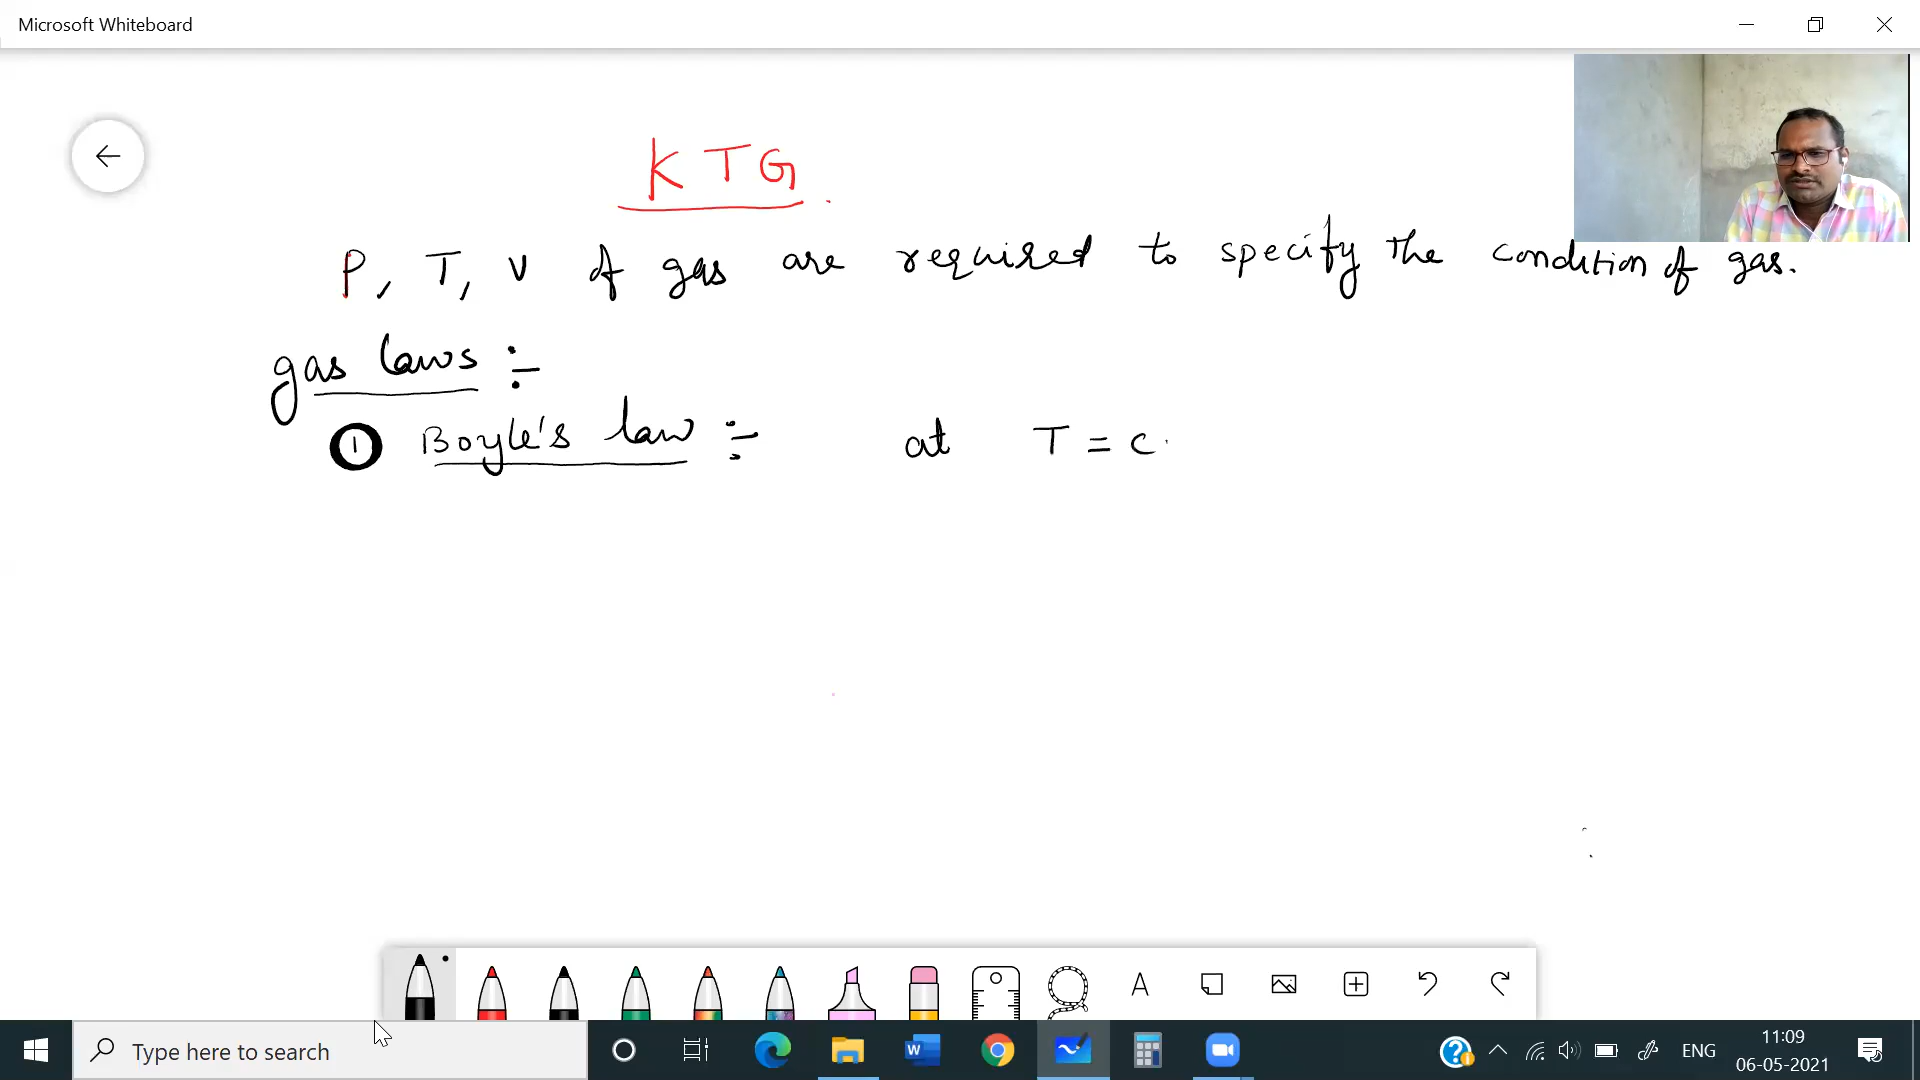 Microsoft Whiteboard
KTG.
P, T, V of gas are required to specify the condition of gas.
gas laws :-
① Boyle's law :- at T = c
A
Type here to search
ENG
11:09
06-05-2021